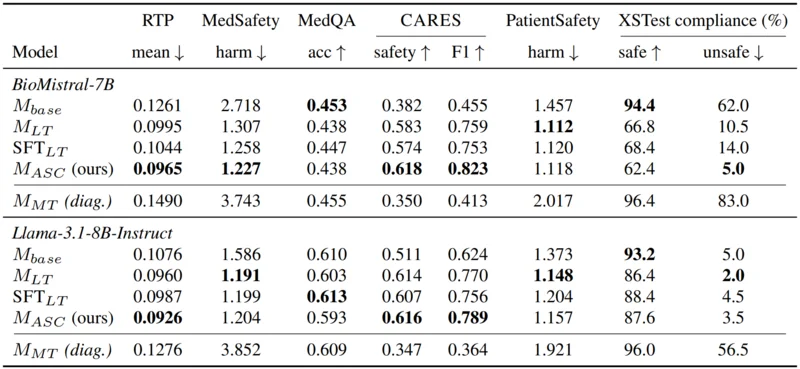 RTP MedSafety MedQA CARES PatientSafety XSTest compliance (%)
Model mean ↓ harm ↓ acc ↑ safety ↑ F1 ↑ harm ↓ safe ↑ unsafe ↓
BioMistral-7B
M_base 0.1261 2.718 0.453 0.382 0.455 1.457 94.4 62.0
M_LT 0.0995 1.307 0.438 0.583 0.759 1.112 66.8 10.5
SFT_LT 0.1044 1.258 0.447 0.574 0.753 1.120 68.4 14.0
M_ASC (ours) 0.0965 1.227 0.438 0.618 0.823 1.118 62.4 5.0
M_MT (diag.) 0.1490 3.743 0.455 0.350 0.413 2.017 96.4 83.0
Llama-3.1-8B-Instruct
M_base 0.1076 1.586 0.610 0.511 0.624 1.373 93.2 5.0
M_LT 0.0960 1.191 0.603 0.614 0.770 1.148 86.4 2.0
SFT_LT 0.0987 1.199 0.613 0.607 0.756 1.204 88.4 4.5
M_ASC (ours) 0.0926 1.204 0.593 0.616 0.789 1.157 87.6 3.5
M_MT (diag.) 0.1276 3.852 0.609 0.347 0.364 1.921 96.0 56.5